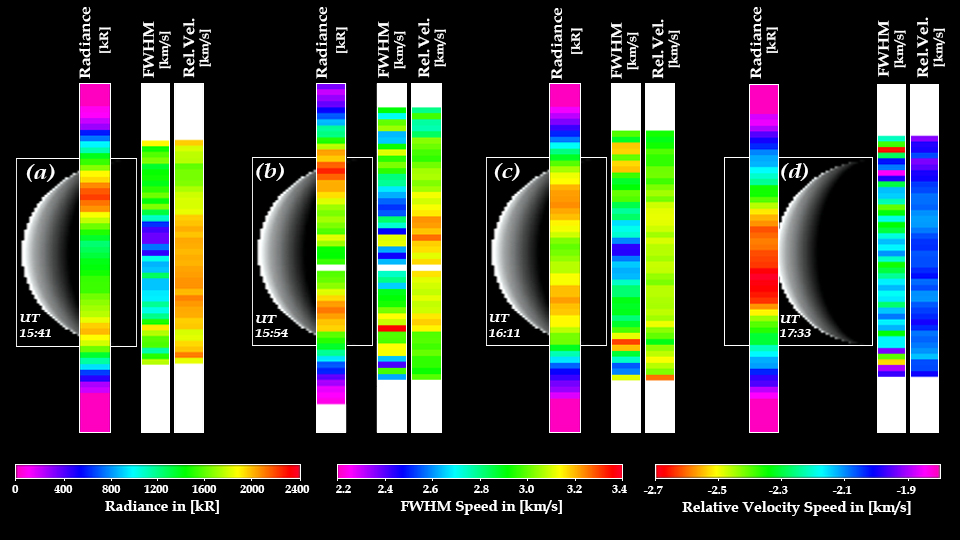 Radiance
[kR]
FWHM
[km/s]
Rel.Vel.
[km/s]
Radiance
[kR]
FWHM
[km/s]
Rel.Vel.
[km/s]
Radiance
[kR]
FWHM
[km/s]
Rel.Vel.
[km/s]
Radiance
[kR]
FWHM
[km/s]
Rel.Vel.
[km/s]
(a)
UT
15:41
(b)
UT
15:54
(c)
UT
16:11
(d)
UT
17:33
0 400 800 1200 1600 2000 2400
Radiance in [kR]
2.2 2.4 2.6 2.8 3.0 3.2 3.4
FWHM Speed in [km/s]
-2.7 -2.5 -2.3 -2.1 -1.9
Relative Velocity Speed in [km/s]